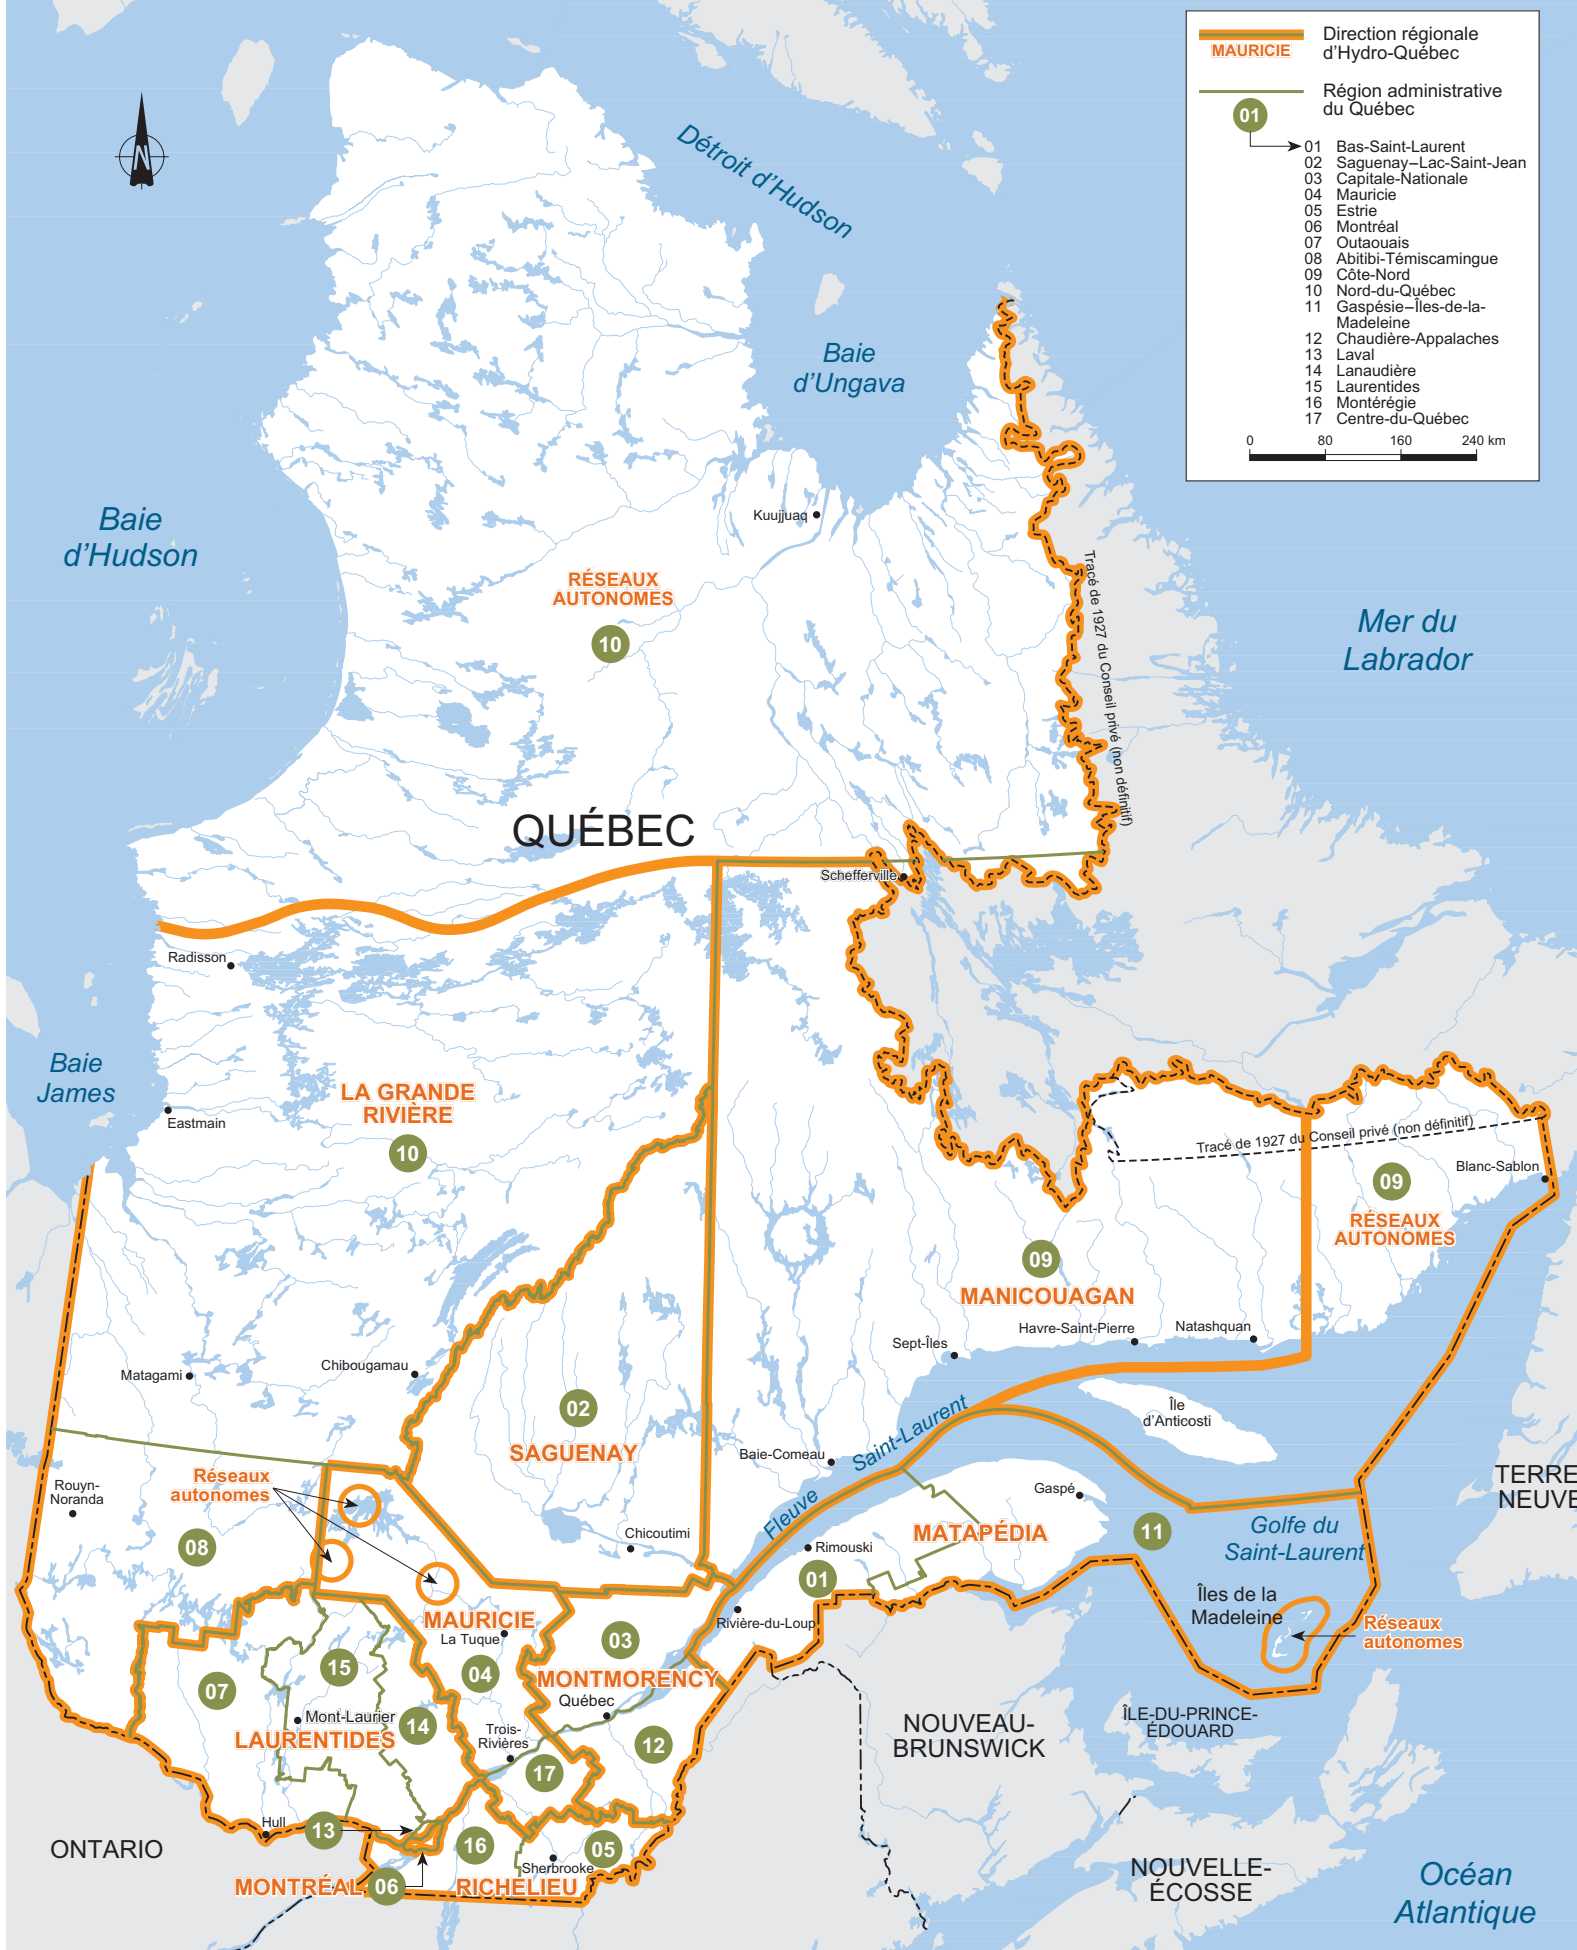 MAURICIE
Direction régionale
d'Hydro-Québec
Région administrative
du Québec
01
01 Bas-Saint-Laurent
02 Saguenay–Lac-Saint-Jean
03 Capitale-Nationale
04 Mauricie
05 Estrie
06 Montréal
07 Outaouais
08 Abitibi-Témiscamingue
09 Côte-Nord
10 Nord-du-Québec
11 Gaspésie–Îles-de-la-
Madeleine
12 Chaudière-Appalaches
13 Laval
14 Lanaudière
15 Laurentides
16 Montérégie
17 Centre-du-Québec
0 80 160 240 km
N
Détroit d'Hudson
Baie
d'Ungava
Baie
d'Hudson
Kuujjuaq
RÉSEAUX
AUTONOMES
10
Tracé de 1927 du Conseil privé (non définitif)
Mer du
Labrador
QUÉBEC
Schefferville
Radisson
Baie
James
Eastmain
LA GRANDE
RIVIÈRE
10
Tracé de 1927 du Conseil privé (non définitif)
Blanc-Sablon
09
RÉSEAUX
AUTONOMES
09
MANICOUAGAN
Havre-Saint-Pierre
Natashquan
Sept-Îles
Matagami
Chibougamau
02
SAGUENAY
Île
d'Anticosti
Fleuve Saint-Laurent
Baie-Comeau
Rouyn-
Noranda
Réseaux
autonomes
08
Chicoutimi
Gaspé
MATAPÉDIA
11
Golfe du
Saint-Laurent
TERRE
NEUVE
Rimouski
01
Îles de la
Madeleine
Réseaux
autonomes
Rivière-du-Loup
MAURICIE
La Tuque
04
03
MONTMORENCY
Québec
07
15
Mont-Laurier
14
LAURENTIDES
Trois-
Rivières
17
12
NOUVEAU-
BRUNSWICK
ÎLE-DU-PRINCE-
ÉDOUARD
ONTARIO
Hull
13
16
05
Sherbrooke
MONTRÉAL
06
RICHELIEU
NOUVELLE-
ÉCOSSE
Océan
Atlantique